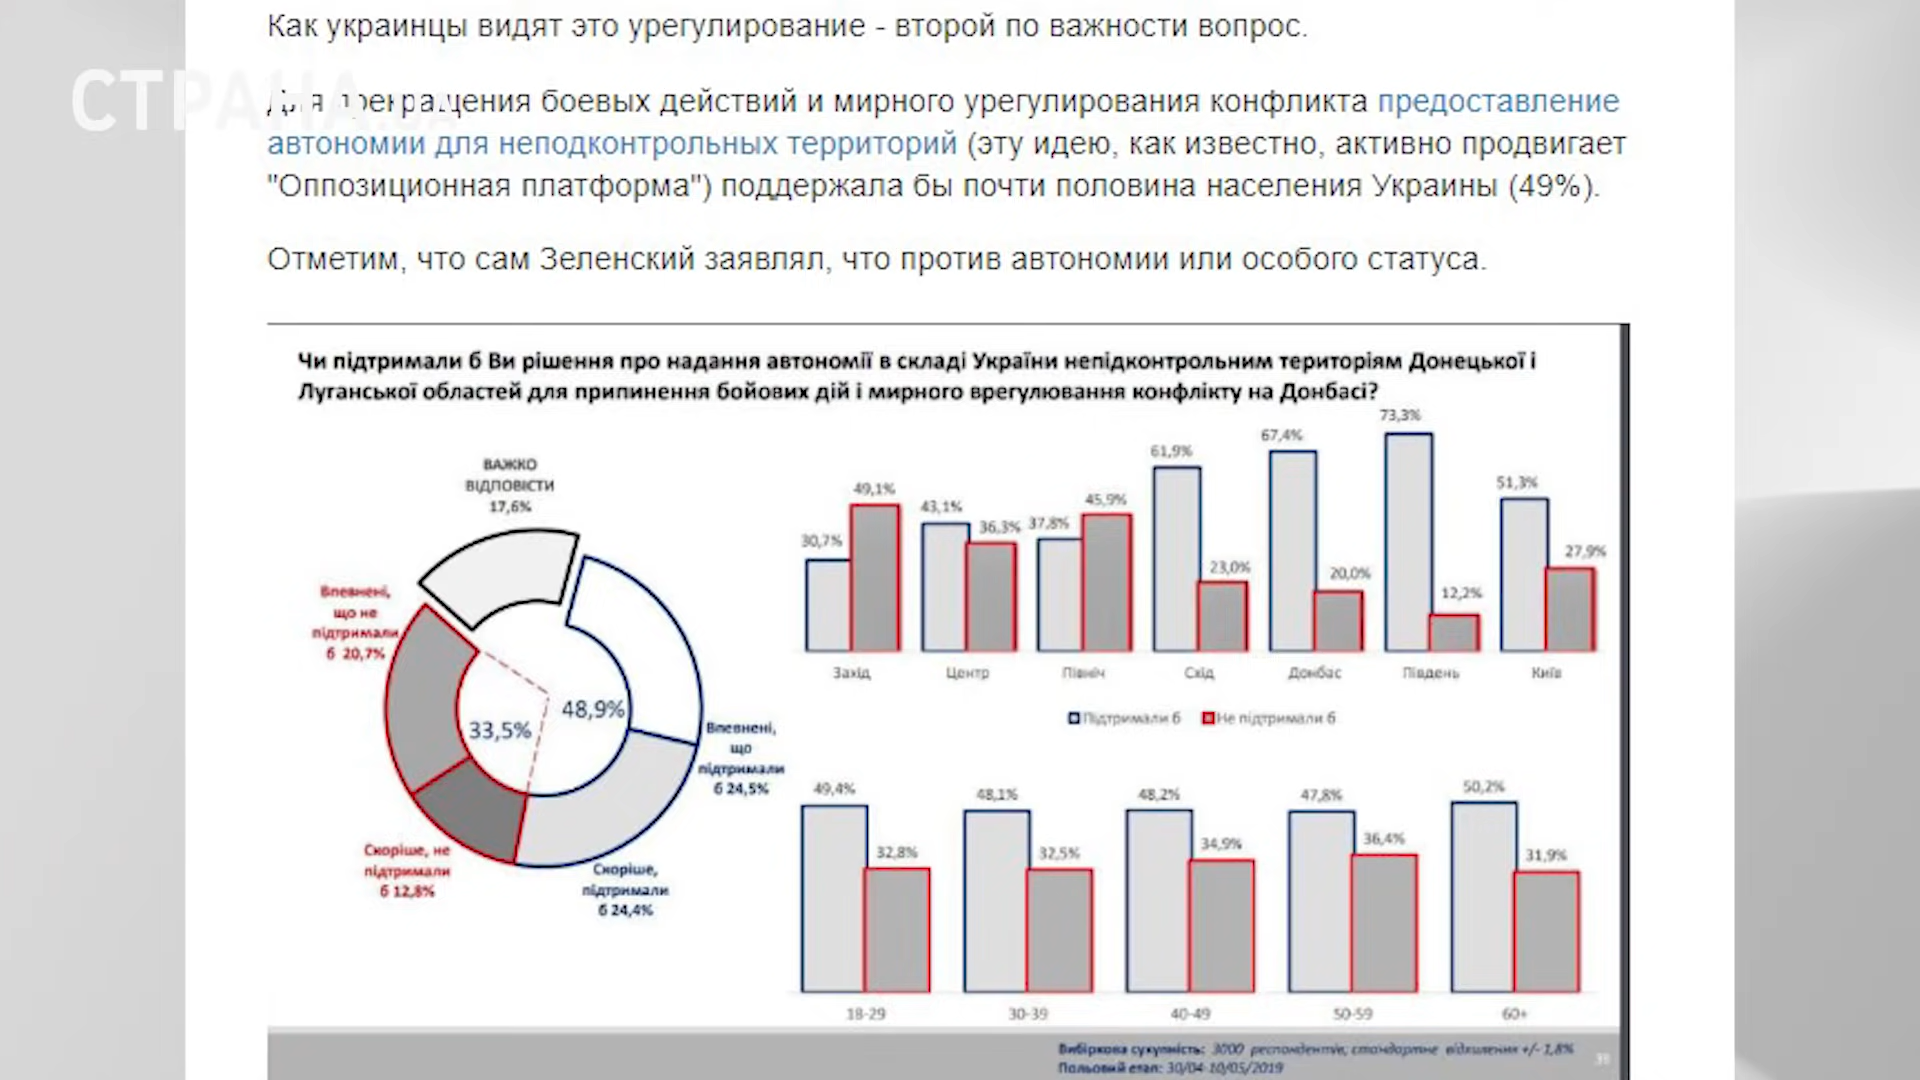 Как украинцы видят это урегулирование - второй по важности вопрос.
СТРАНА.UA
Для прекращения боевых действий и мирного урегулирования конфликта предоставление
автономии для неподконтрольных территорий (эту идею, как известно, активно продвигает
"Оппозиционная платформа") поддержала бы почти половина населения Украины (49%).
Отметим, что сам Зеленский заявлял, что против автономии или особого статуса.
Чи підтримали б Ви рішення про надання автономії в складі України непідконтрольним територіям Донецької і
Луганської областей для припинення бойових дій і мирного врегулювання конфлікту на Донбасі?
ВАЖКО
ВІДПОВІСТИ
17,6%
Впевнені,
що не
підтримали
б 20,7%
33,5%
48,9%
Впевнені,
що
підтримали
б 24,5%
Скоріше, не
підтримали
б 12,8%
Скоріше,
підтримали
б 24,4%
30,7% 49,1% 43,1% 36,3% 37,8% 45,9% 61,9% 23,0% 67,4% 20,0% 73,3% 12,2% 51,3% 27,9%
Захід Центр Північ Схід Донбас Південь Київ
Підтримали б Не підтримали б
49,4% 32,8% 48,1% 32,5% 48,2% 34,9% 47,8% 36,4% 50,2% 31,9%
18-29 30-39 40-49 50-59 60+
Вибіркова сукупність: 3000 респондентів; стандартне відхилення +/- 1,8%
Польовий етап: 30/04-10/05/2019